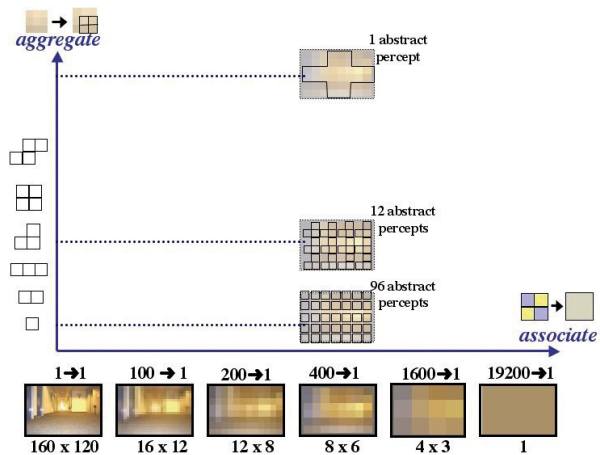 aggregate
1 abstract
percept
12 abstract
percepts
96 abstract
percepts
associate
1→1
100 → 1
200→1
400→1
1600→1
19200→1
160 x 120
16 x 12
12 x 8
8 x 6
4 x 3
1